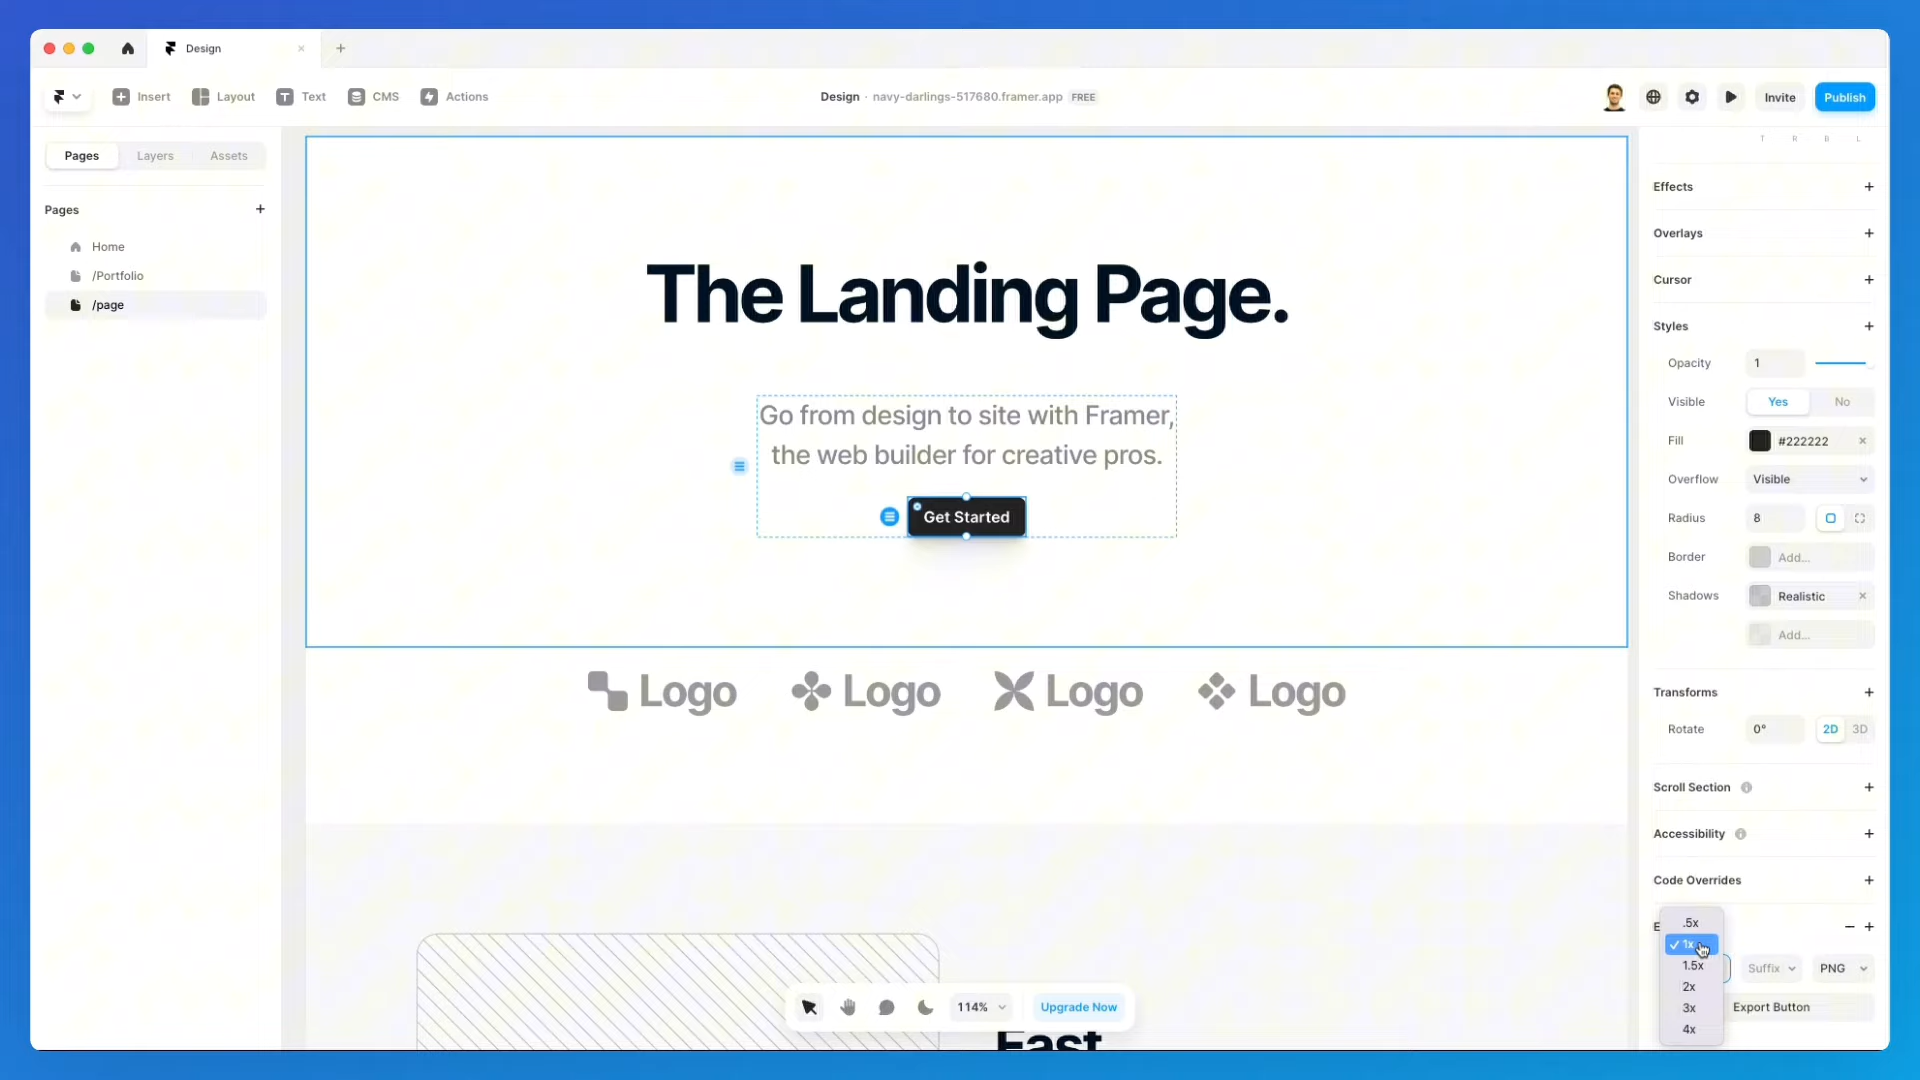 Design
Insert
Layout
Text
CMS
Actions
Design · navy-darlings-517680.framer.app FREE
Invite
Publish
Pages
Layers
Assets
Pages
Home
/Portfolio
/page
The Landing Page.
Go from design to site with Framer,
the web builder for creative pros.
Get Started
Logo
Logo
Logo
Logo
Fast
114%
Upgrade Now
T R B L
Effects
Overlays
Cursor
Styles
Opacity 1
Visible Yes No
Fill #222222
Overflow Visible
Radius 8
Border Add...
Shadows Realistic
Add...
Transforms
Rotate 0° 2D 3D
Scroll Section
Accessibility
Code Overrides
E
.5x
1x
1.5x
2x
3x
4x
Suffix PNG
Export Button